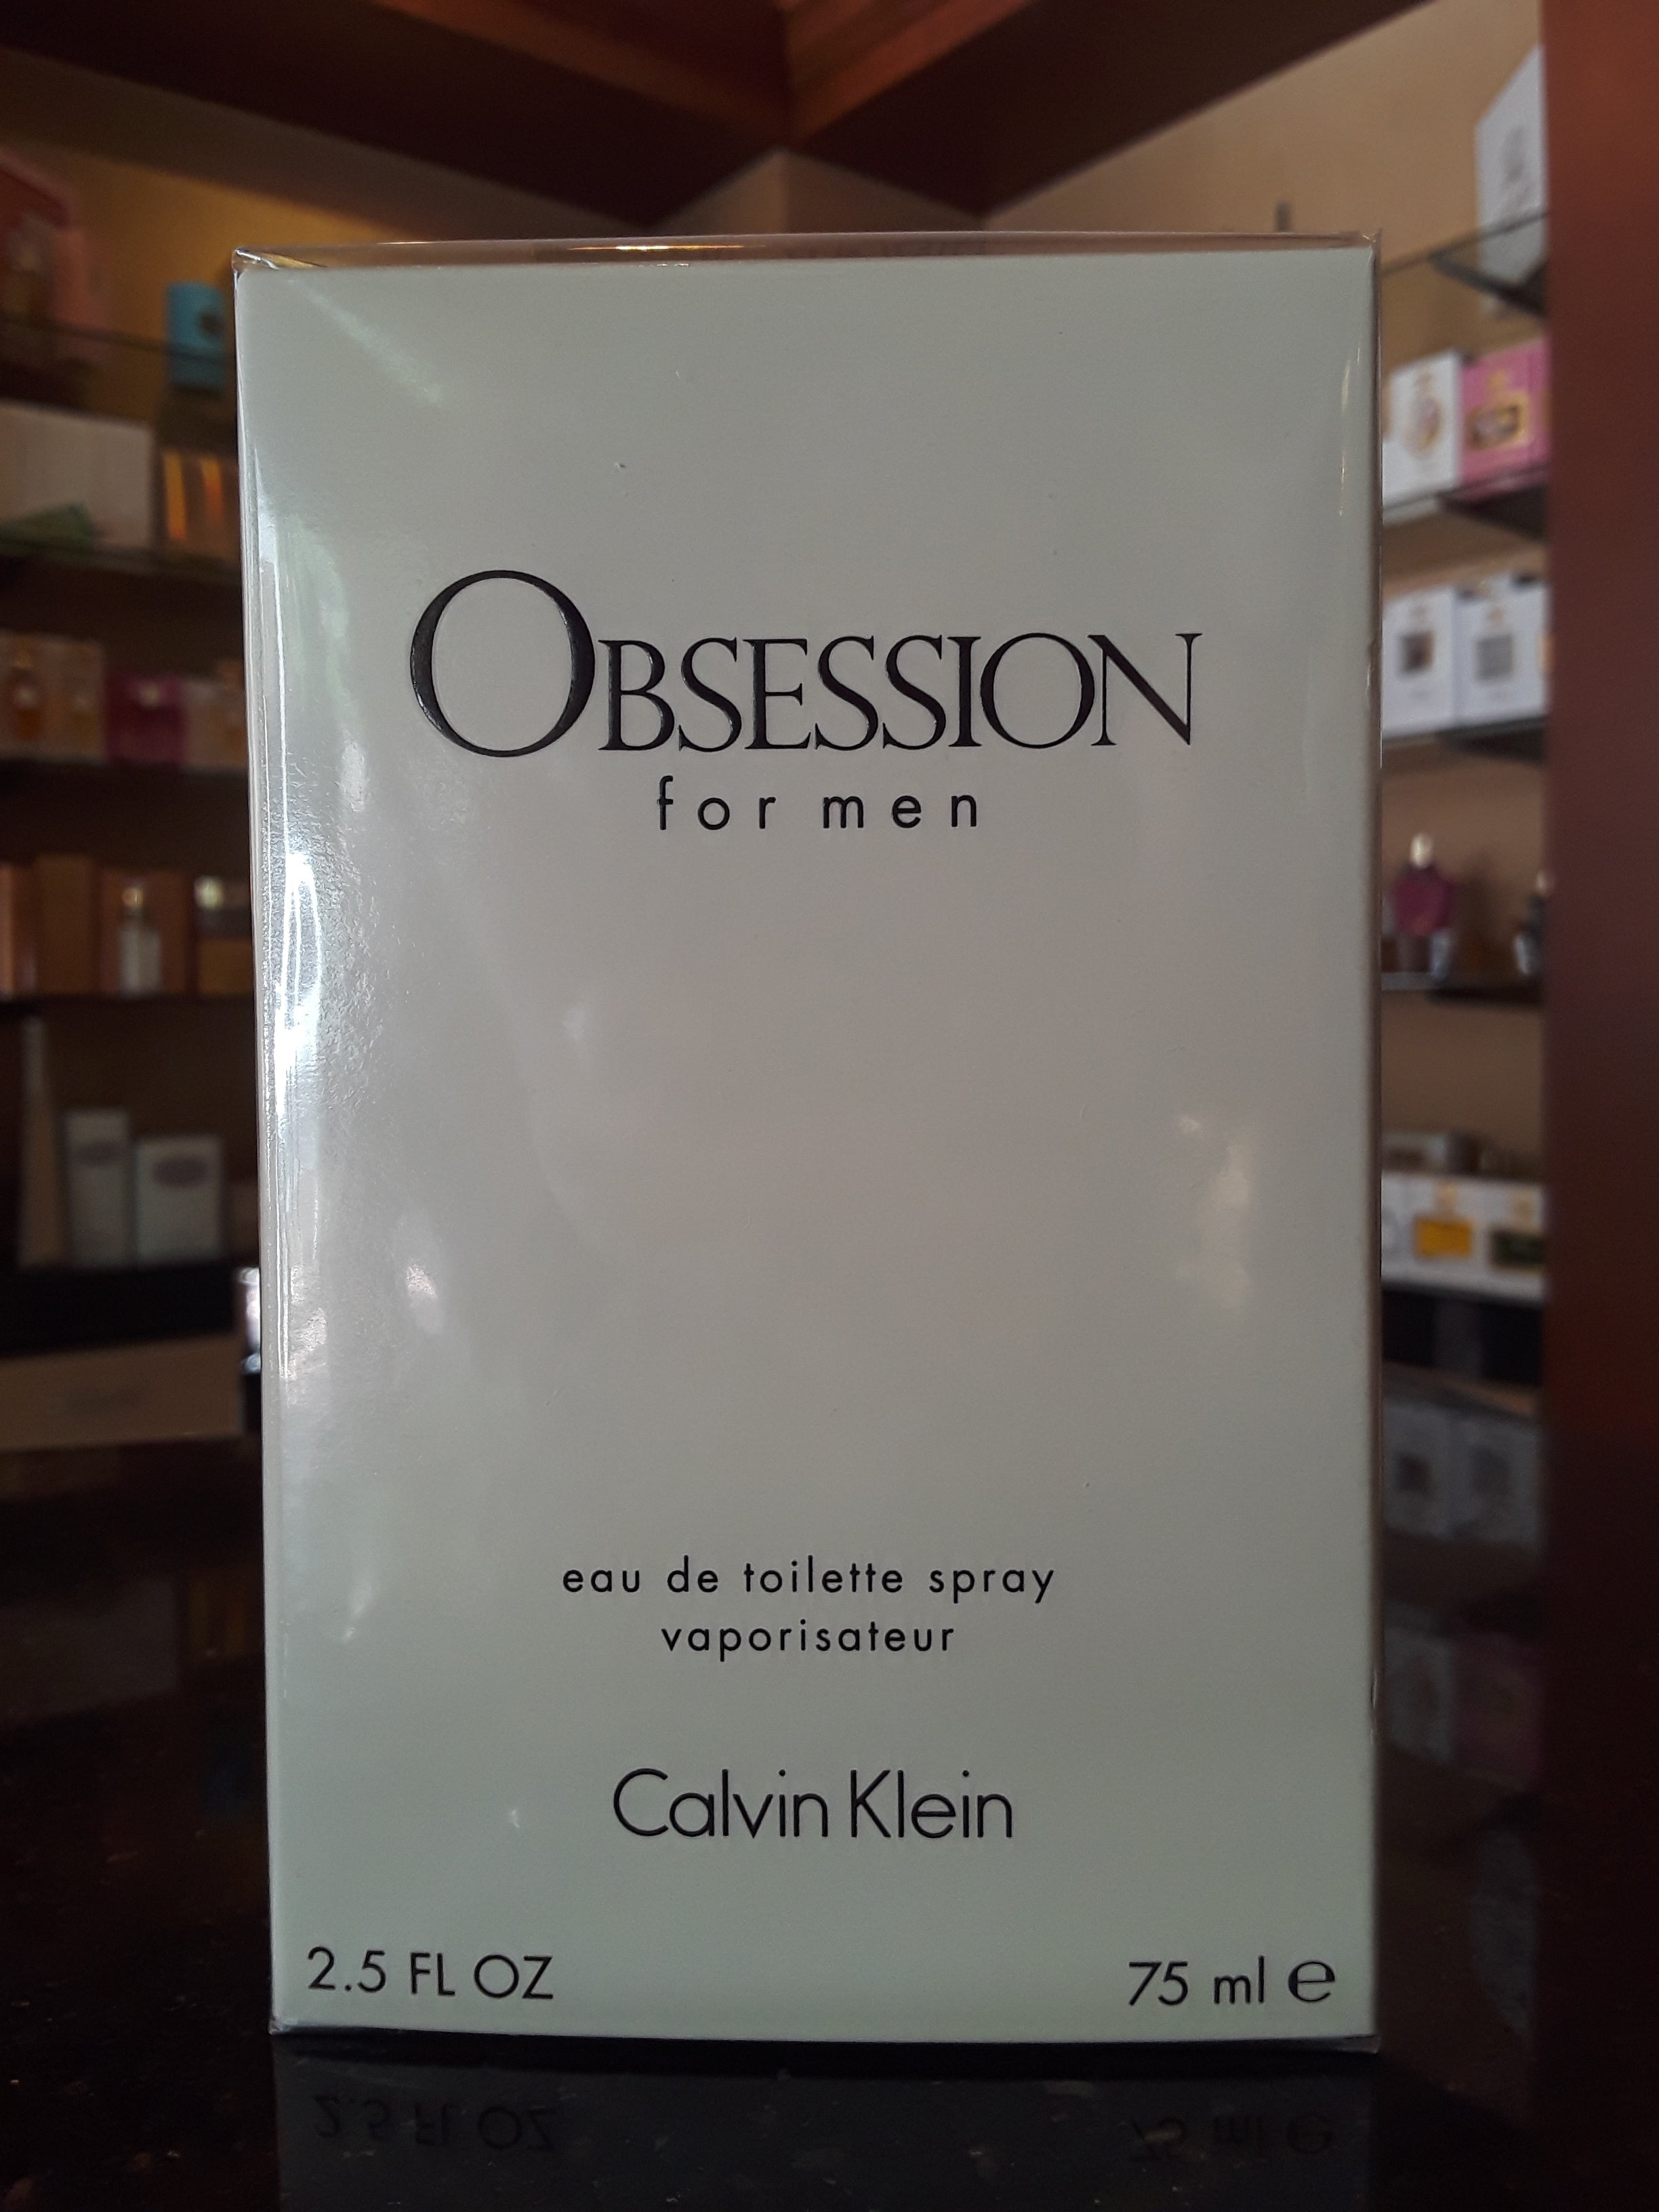 OBSESSION
for men
eau de toilette spray
vaporisateur
Calvin Klein
2.5 FL OZ
75 ml ℮